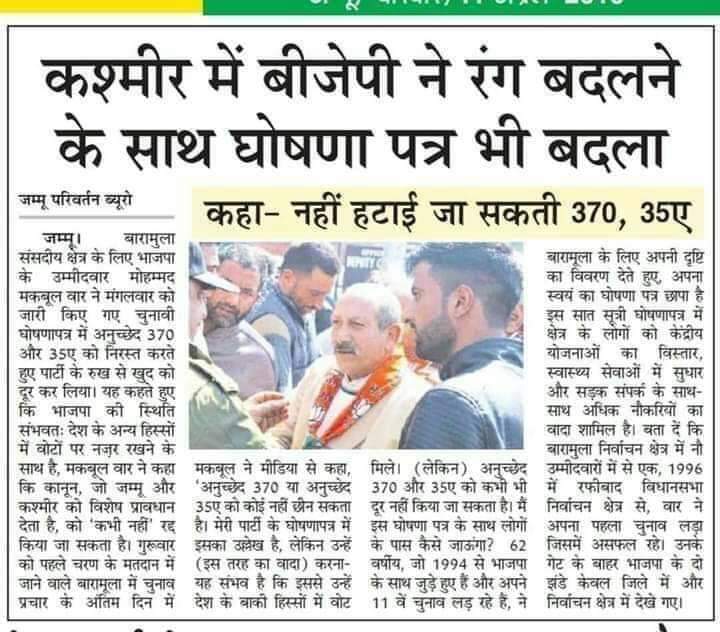 कश्मीर में बीजेपी ने रंग बदलने
के साथ घोषणा पत्र भी बदला
जम्मू परिवर्तन ब्यूरो
कहा- नहीं हटाई जा सकती 370, 35ए
जम्मू। बारामुला
संसदीय क्षेत्र के लिए भाजपा
के उम्मीदवार मोहम्मद
मकबूल वार ने मंगलवार को
जारी किए गए चुनावी
घोषणापत्र में अनुच्छेद 370
और 35ए को निरस्त करते
हुए पार्टी के रुख से खुद को
दूर कर लिया। यह कहते हुए
कि भाजपा की स्थिति
संभवतः देश के अन्य हिस्सों
में वोटों पर नज़र रखने के
साथ है, मकबूल वार ने कहा
कि कानून, जो जम्मू और
कश्मीर को विशेष प्रावधान
देता है, को 'कभी नहीं' रद्द
किया जा सकता है। गुरूवार
को पहले चरण के मतदान में
जाने वाले बारामूला में चुनाव
प्रचार के अंतिम दिन में
मकबूल ने मीडिया से कहा,
'अनुच्छेद 370 या अनुच्छेद
35ए को कोई नहीं छीन सकता
है। मेरी पार्टी के घोषणापत्र में
इसका उल्लेख है, लेकिन उन्हें
(इस तरह का वादा) करना-
यह संभव है कि इससे उन्हें
देश के बाकी हिस्सों में वोट
मिले। (लेकिन) अनुच्छेद
370 और 35ए को कभी भी
दूर नहीं किया जा सकता है। मैं
इस घोषणा पत्र के साथ लोगों
के पास कैसे जाऊंगा? 62
वर्षीय, जो 1994 से भाजपा
के साथ जुड़े हुए हैं और अपने
11 वें चुनाव लड़ रहे हैं, ने
बारामूला के लिए अपनी दृष्टि
का विवरण देते हुए, अपना
स्वयं का घोषणा पत्र छापा है
इस सात सूत्री घोषणापत्र में
क्षेत्र के लोगों को केंद्रीय
योजनाओं का विस्तार,
स्वास्थ्य सेवाओं में सुधार
और सड़क संपर्क के साथ-
साथ अधिक नौकरियों का
वादा शामिल है। बता दें कि
बारामुला निर्वाचन क्षेत्र में नौ
उम्मीदवारों में से एक, 1996
में रफीबाद विधानसभा
निर्वाचन क्षेत्र से, वार ने
अपना पहला चुनाव लड़ा
जिसमें असफल रहे। उनके
गेट के बाहर भाजपा के दो
झंडे केवल जिले में और
निर्वाचन क्षेत्र में देखे गए।